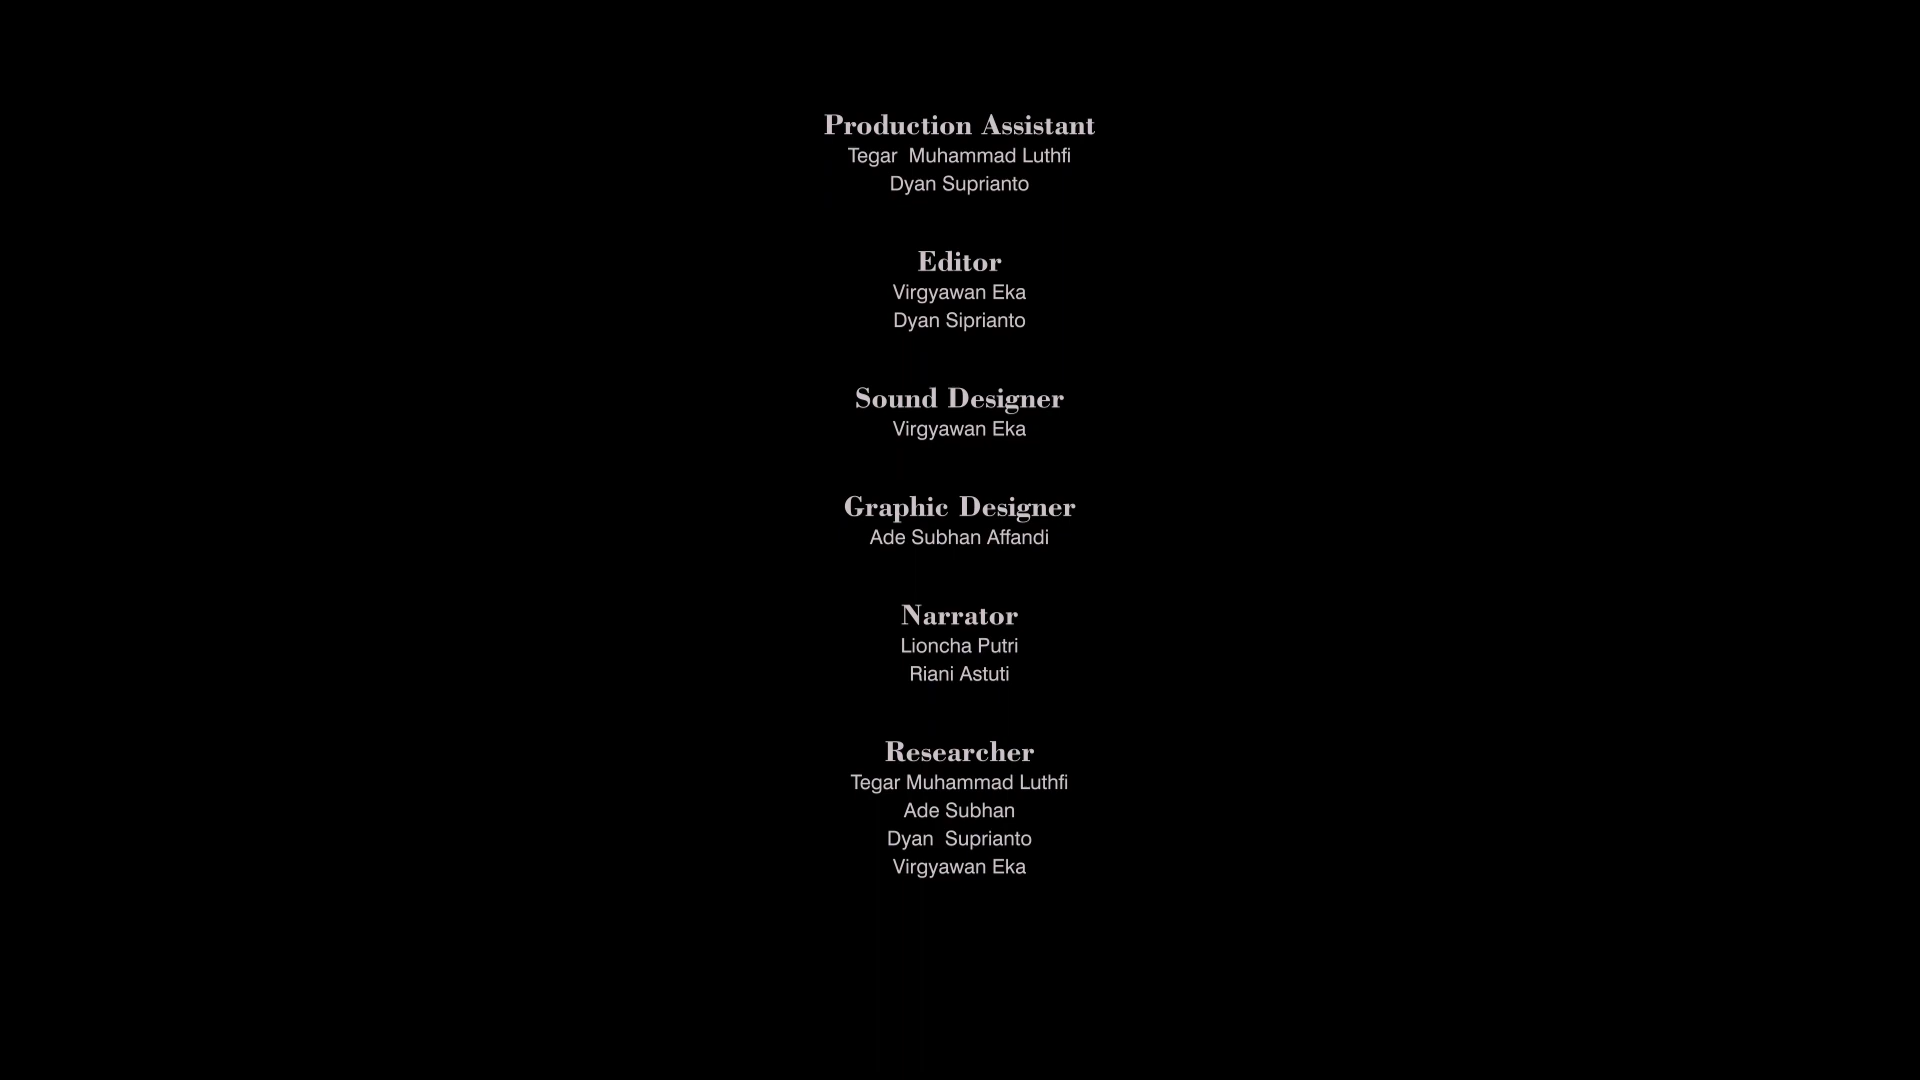 Production Assistant
Tegar  Muhammad Luthfi
Dyan Suprianto
Editor
Virgyawan Eka
Dyan Siprianto
Sound Designer
Virgyawan Eka
Graphic Designer
Ade Subhan Affandi
Narrator
Lioncha Putri
Riani Astuti
Researcher
Tegar Muhammad Luthfi
Ade Subhan
Dyan  Suprianto
Virgyawan Eka